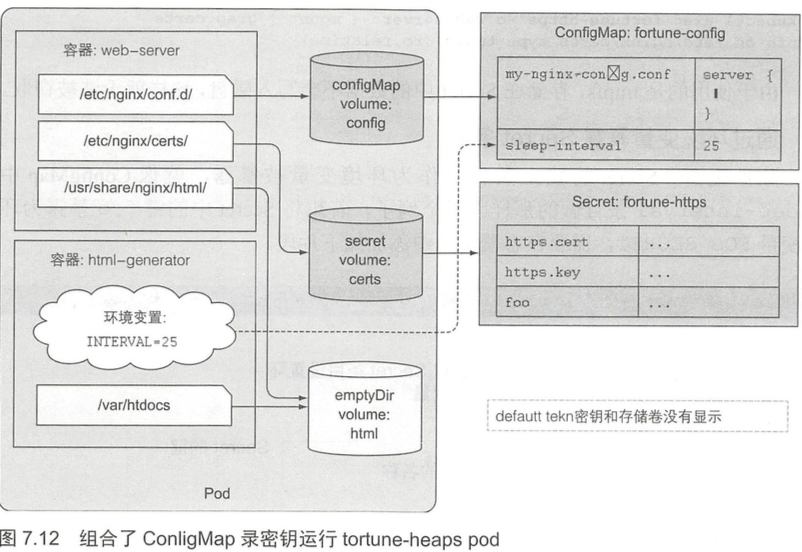 容器: web-server
/etc/nginx/conf.d/
/etc/nginx/certs/
/usr/share/nginx/html/
容器: html-generator
环境变置:
INTERVAL=25
/var/htdocs
Pod
configMap
volume:
config
secret
volume:
certs
emptyDir
volume:
html
ConfigMap: fortune-config
my-nginx-con☒g.conf
server {
}
sleep-interval
25
Secret: fortune-https
https.cert
...
https.key
...
foo
...
defautt tekn密钥和存储卷没有显示
图 7.12 组合了 ConligMap 录密钥运行 tortune-heaps pod